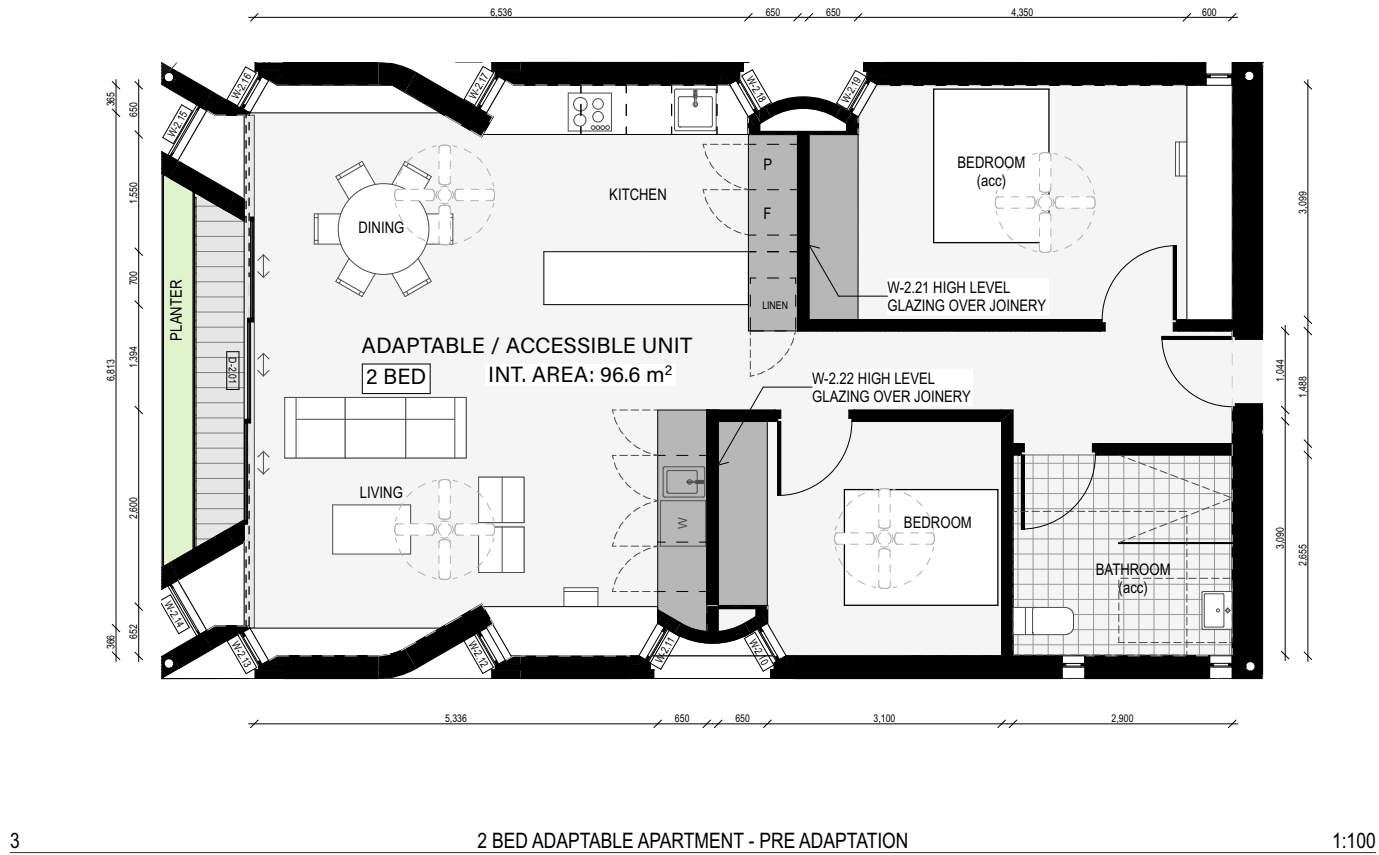 6,536
650
650
4,350
600
W-2.16
W-2.17
W-2.18
W-2.19
365
650
W-2.15
P
BEDROOM
(acc)
1,550
KITCHEN
3,099
F
DINING
700
PLANTER
W-2.21 HIGH LEVEL
GLAZING OVER JOINERY
LINEN
ADAPTABLE / ACCESSIBLE UNIT
2 BED
INT. AREA: 96.6 m²
6,813
1,394
D-2.01
1,044
1,488
W-2.22 HIGH LEVEL
GLAZING OVER JOINERY
LIVING
2,600
W
BEDROOM
BATHROOM
(acc)
3,090
2,655
W-2.14
366
652
W-2.13
W-2.12
W-2.11
W-2.10
5,336
650
650
3,100
2,900
3
2 BED ADAPTABLE APARTMENT - PRE ADAPTATION
1:100